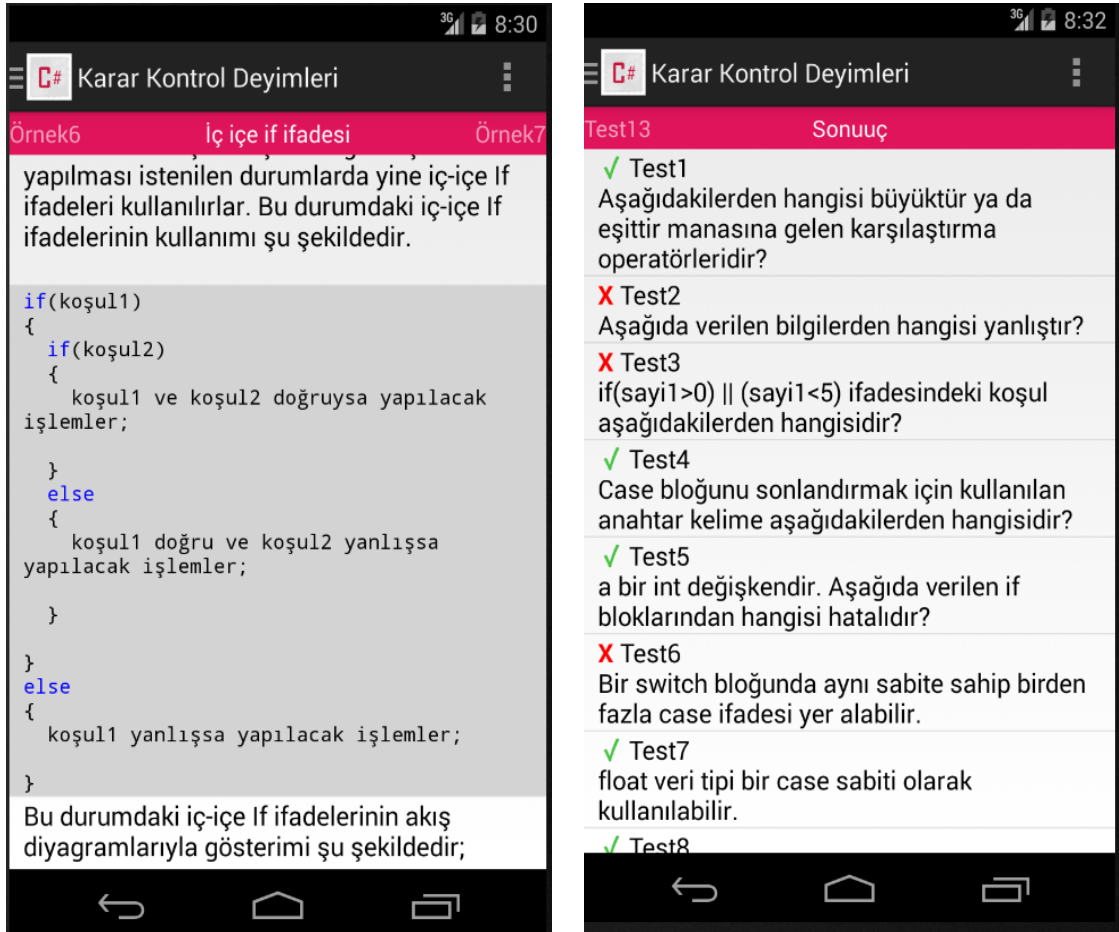 3G 8:30
C# Karar Kontrol Deyimleri
Örnek6 İç içe if ifadesi Örnek7
yapılması istenilen durumlarda yine iç-içe If
ifadeleri kullanılırlar. Bu durumdaki iç-içe If
ifadelerinin kullanımı şu şekildedir.
if(koşul1)
{
if(koşul2)
{
koşul1 ve koşul2 doğruysa yapılacak
işlemler;
}
else
{
koşul1 doğru ve koşul2 yanlışsa
yapılacak işlemler;
}
}
else
{
koşul1 yanlışsa yapılacak işlemler;
}
Bu durumdaki iç-içe If ifadelerinin akış
diyagramlarıyla gösterimi şu şekildedir;
3G 8:32
C# Karar Kontrol Deyimleri
Test13 Sonuuç
√ Test1
Aşağıdakilerden hangisi büyüktür ya da
eşittir manasına gelen karşılaştırma
operatörleridir?
X Test2
Aşağıda verilen bilgilerden hangisi yanlıştır?
X Test3
if(sayi1>0) || (sayi1<5) ifadesindeki koşul
aşağıdakilerden hangisidir?
√ Test4
Case bloğunu sonlandırmak için kullanılan
anahtar kelime aşağıdakilerden hangisidir?
√ Test5
a bir int değişkendir. Aşağıda verilen if
bloklarından hangisi hatalıdır?
X Test6
Bir switch bloğunda aynı sabite sahip birden
fazla case ifadesi yer alabilir.
√ Test7
float veri tipi bir case sabiti olarak
kullanılabilir.
√ Test8